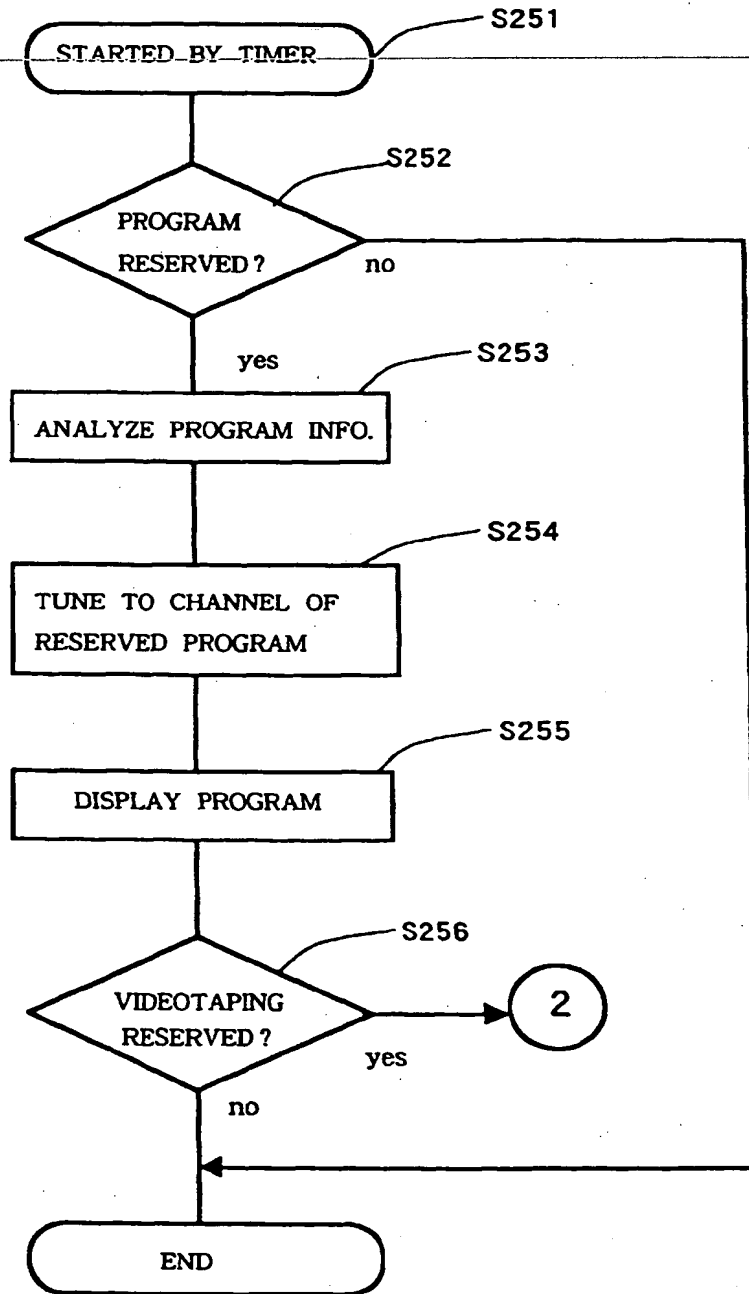 S251
STARTED BY TIMER
S252
PROGRAM
RESERVED?
no
yes
S253
ANALYZE PROGRAM INFO.
S254
TUNE TO CHANNEL OF
RESERVED PROGRAM
S255
DISPLAY PROGRAM
S256
VIDEOTAPING
RESERVED?
2
yes
no
END